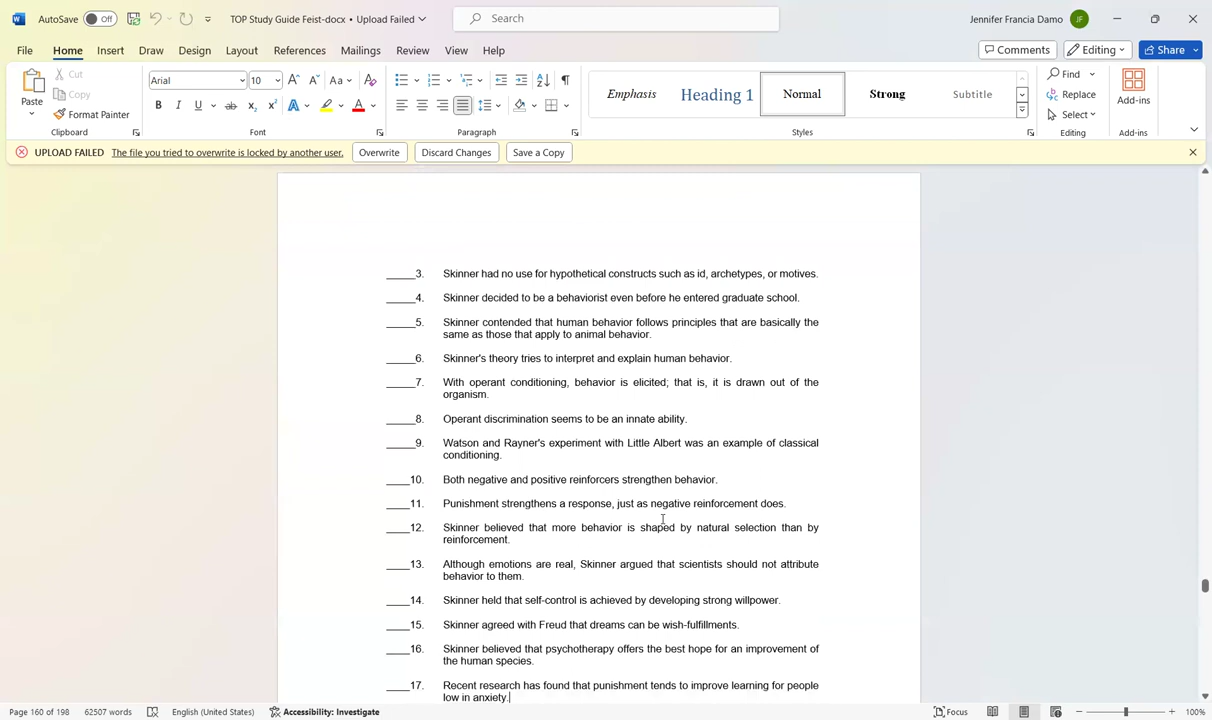 AutoSave Off TOP Study Guide Feist-docx • Upload Failed Search Jennifer Francia Damo JF
File Home Insert Draw Design Layout References Mailings Review View Help Comments Editing Share
Paste Cut Copy Format Painter
Arial 10 Aa
B I U ab x₂ x² A A
Emphasis Heading 1 Normal Strong Subtitle
Find Replace Select
Add-ins
Clipboard Font Paragraph Styles Editing Add-ins
UPLOAD FAILED The file you tried to overwrite is locked by another user. Overwrite Discard Changes Save a Copy
_____3. Skinner had no use for hypothetical constructs such as id, archetypes, or motives.
_____4. Skinner decided to be a behaviorist even before he entered graduate school.
_____5. Skinner contended that human behavior follows principles that are basically the
same as those that apply to animal behavior.
_____6. Skinner's theory tries to interpret and explain human behavior.
_____7. With operant conditioning, behavior is elicited; that is, it is drawn out of the
organism.
_____8. Operant discrimination seems to be an innate ability.
_____9. Watson and Rayner's experiment with Little Albert was an example of classical
conditioning.
____10. Both negative and positive reinforcers strengthen behavior.
____11. Punishment strengthens a response, just as negative reinforcement does.
____12. Skinner believed that more behavior is shaped by natural selection than by
reinforcement.
____13. Although emotions are real, Skinner argued that scientists should not attribute
behavior to them.
____14. Skinner held that self-control is achieved by developing strong willpower.
____15. Skinner agreed with Freud that dreams can be wish-fulfillments.
____16. Skinner believed that psychotherapy offers the best hope for an improvement of
the human species.
____17. Recent research has found that punishment tends to improve learning for people
low in anxiety.
Page 160 of 198 62507 words English (United States) Accessibility: Investigate Focus 100%